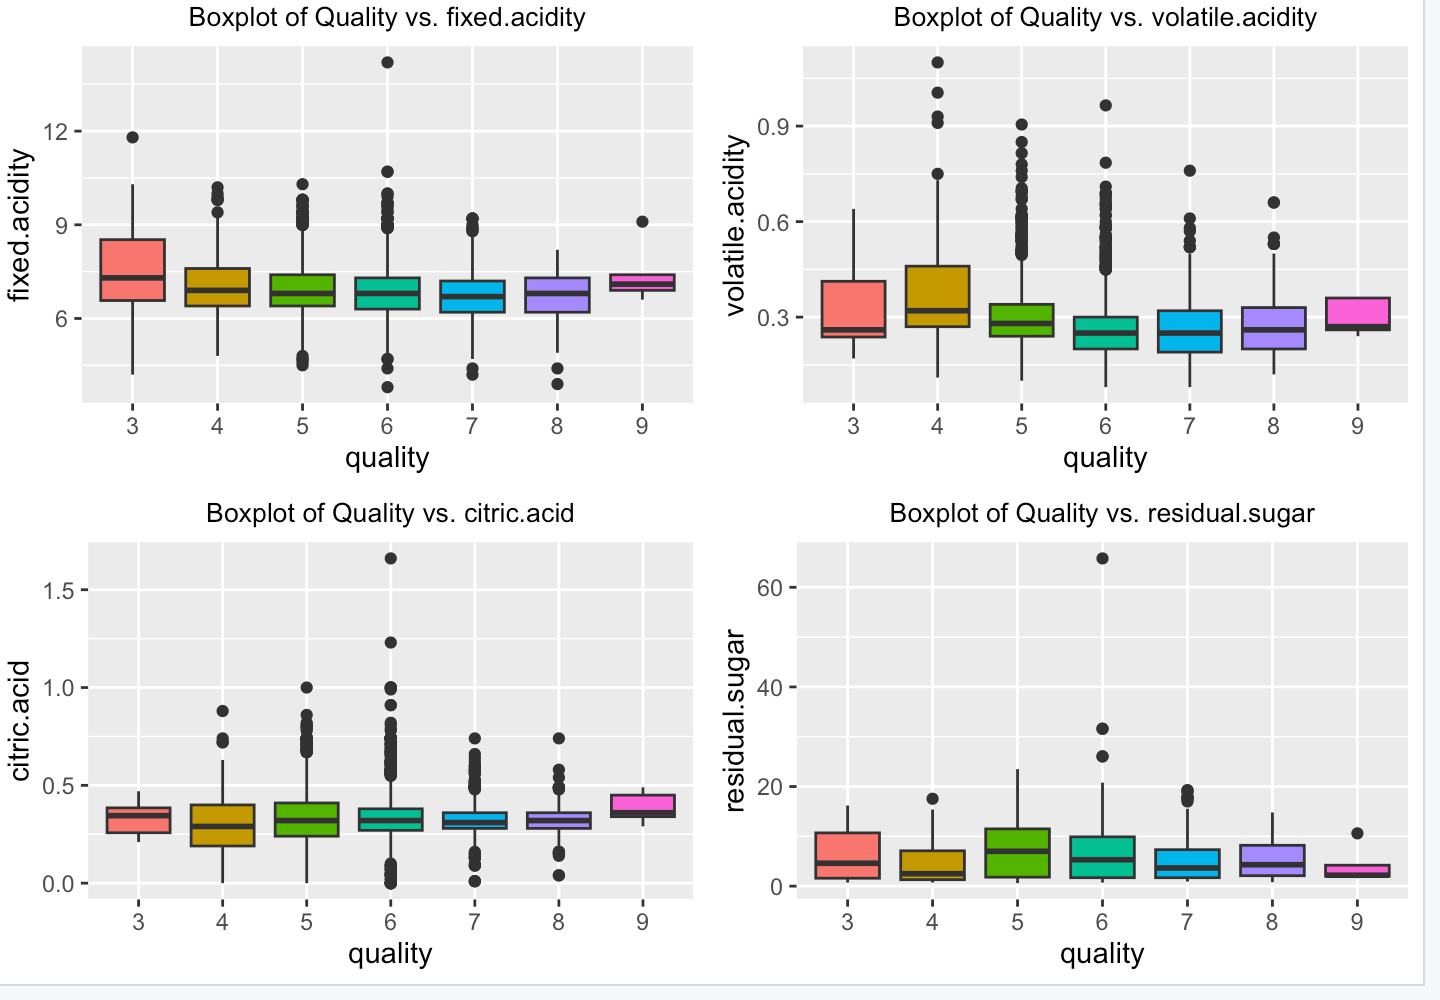 Boxplot of Quality vs. fixed.acidity
12
9
6
fixed.acidity
3 4 5 6 7 8 9
quality
Boxplot of Quality vs. volatile.acidity
0.9
0.6
0.3
volatile.acidity
3 4 5 6 7 8 9
quality
Boxplot of Quality vs. citric.acid
1.5
1.0
0.5
0.0
citric.acid
3 4 5 6 7 8 9
quality
Boxplot of Quality vs. residual.sugar
60
40
20
0
residual.sugar
3 4 5 6 7 8 9
quality